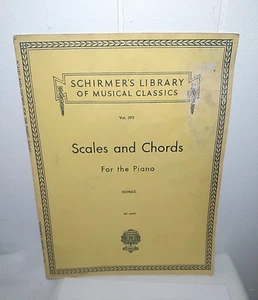 SCHIRMER'S LIBRARY
OF MUSICAL CLASSICS
Vol. 392
Scales and Chords
For the Piano